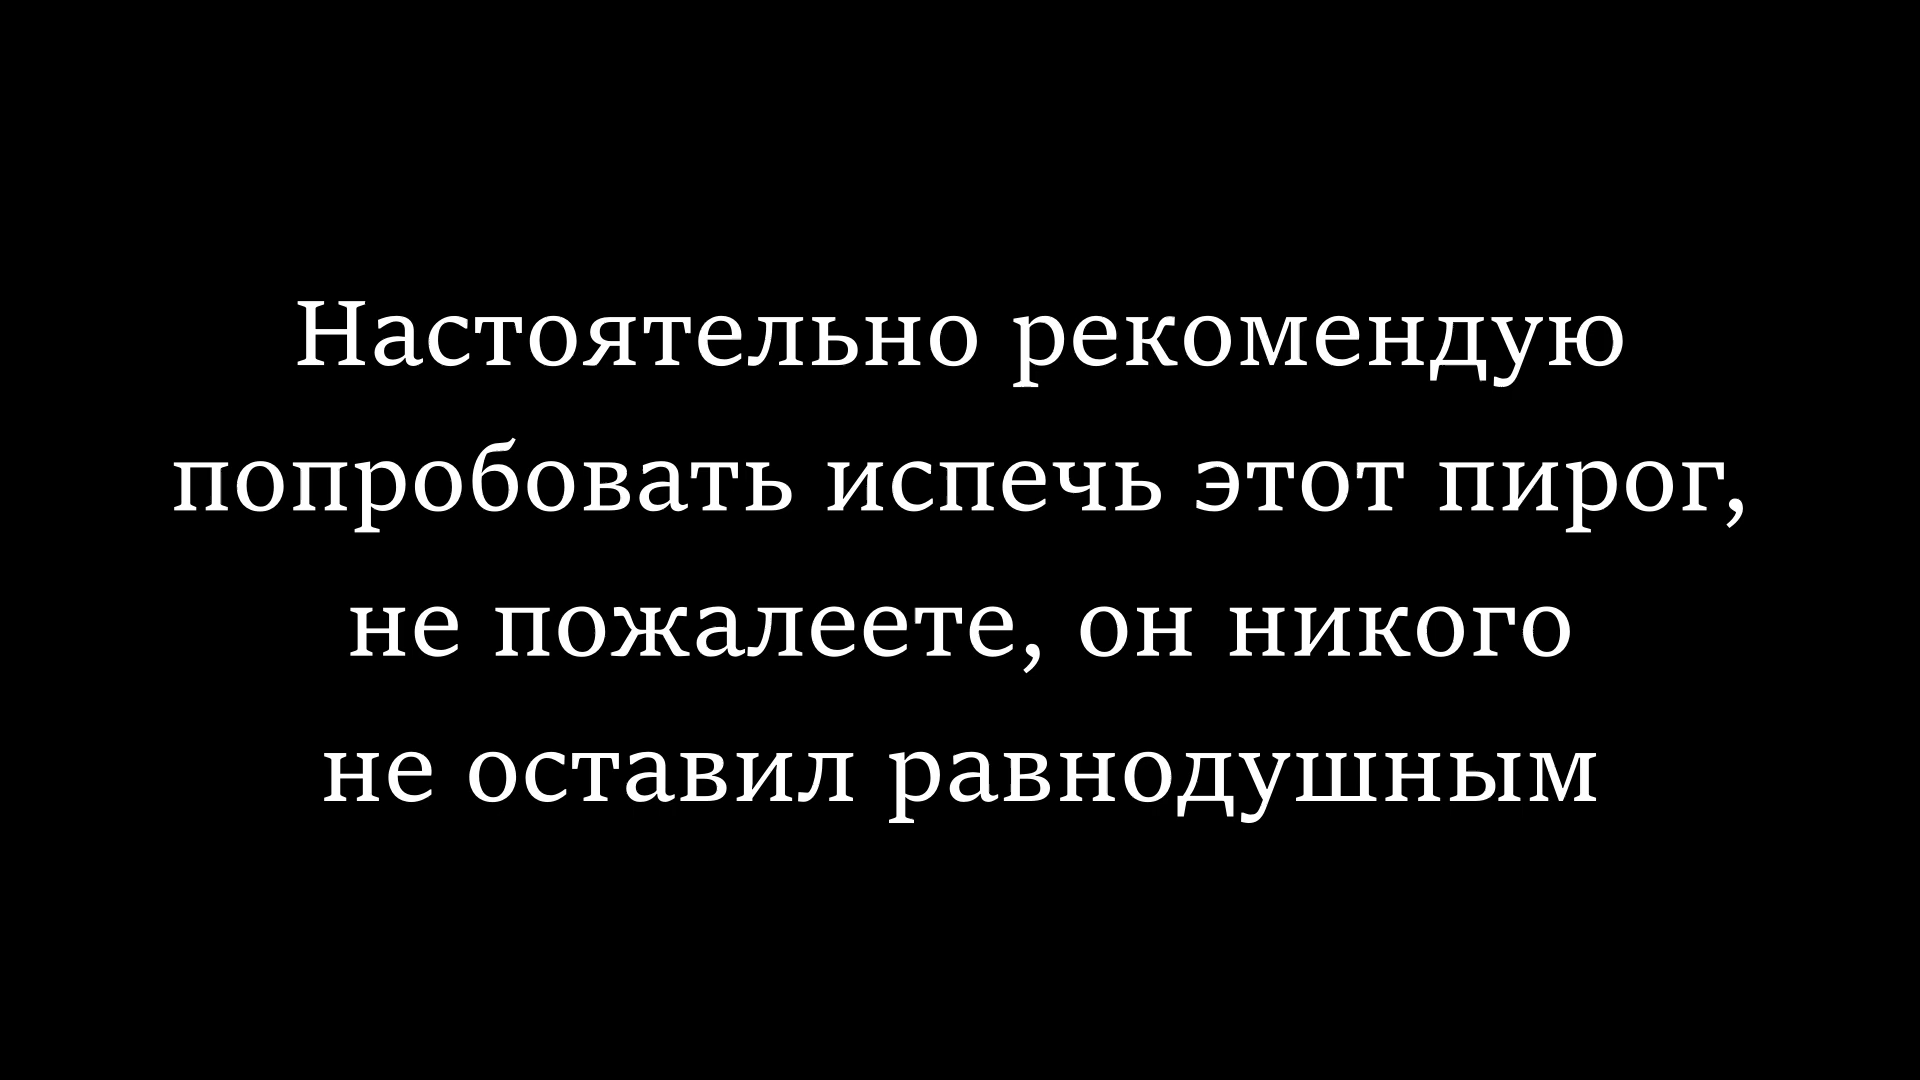 Настоятельно рекомендую
попробовать испечь этот пирог,
не пожалеете, он никого
не оставил равнодушным